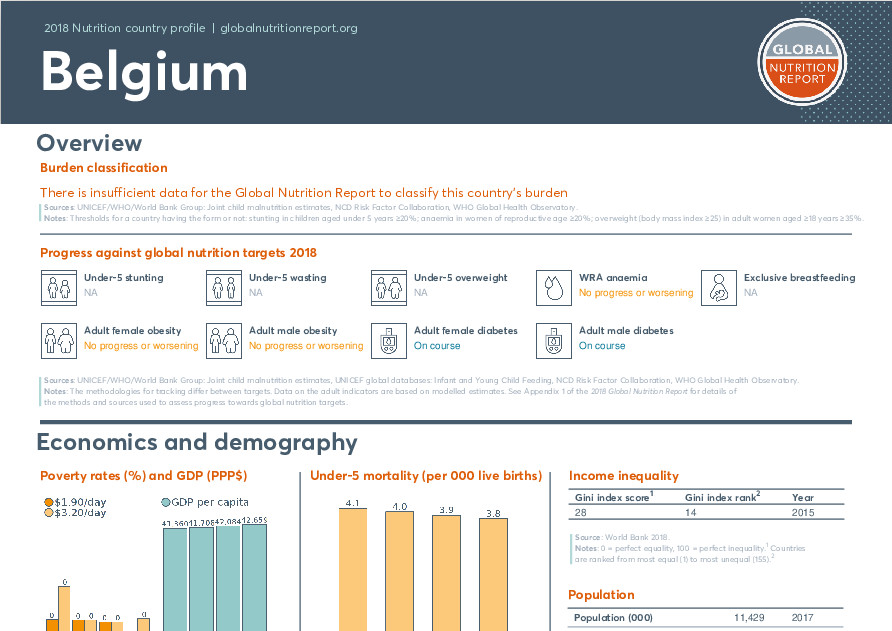 2018 Nutrition country profile | globalnutritionreport.org
Belgium
GLOBAL
NUTRITION
REPORT
Overview
Burden classification
There is insufficient data for the Global Nutrition Report to classify this country's burden
Sources: UNICEF/WHO/World Bank Group: Joint child malnutrition estimates, NCD Risk Factor Collaboration, WHO Global Health Observatory.
Notes: Thresholds for a country having the form or not: stunting in children aged under 5 years ≥20%; anaemia in women of reproductive age ≥20%; overweight (body mass index ≥25) in adult women aged ≥18 years ≥35%.
Progress against global nutrition targets 2018
Under-5 stunting
NA
Under-5 wasting
NA
Under-5 overweight
NA
WRA anaemia
No progress or worsening
Exclusive breastfeeding
NA
Adult female obesity
No progress or worsening
Adult male obesity
No progress or worsening
Adult female diabetes
On course
Adult male diabetes
On course
Sources: UNICEF/WHO/World Bank Group: Joint child malnutrition estimates, UNICEF global databases: Infant and Young Child Feeding, NCD Risk Factor Collaboration, WHO Global Health Observatory.
Notes: The methodologies for tracking differ between targets. Data on the adult indicators are based on modelled estimates. See Appendix 1 of the 2018 Global Nutrition Report for details of
the methods and sources used to assess progress towards global nutrition targets.
Economics and demography
Poverty rates (%) and GDP (PPP$)
$1.90/day
$3.20/day
GDP per capita
41,708 42,084 42,659
0
0 0 0 0 0 0
Under-5 mortality (per 000 live births)
4.1 4.0 3.9 3.8
Income inequality
Gini index score1 Gini index rank2 Year
28 14 2015
Source: World Bank 2018.
Notes: 0 = perfect equality, 100 = perfect inequality.1 Countries
are ranked from most equal (1) to most unequal (155).2
Population
Population (000) 11,429 2017